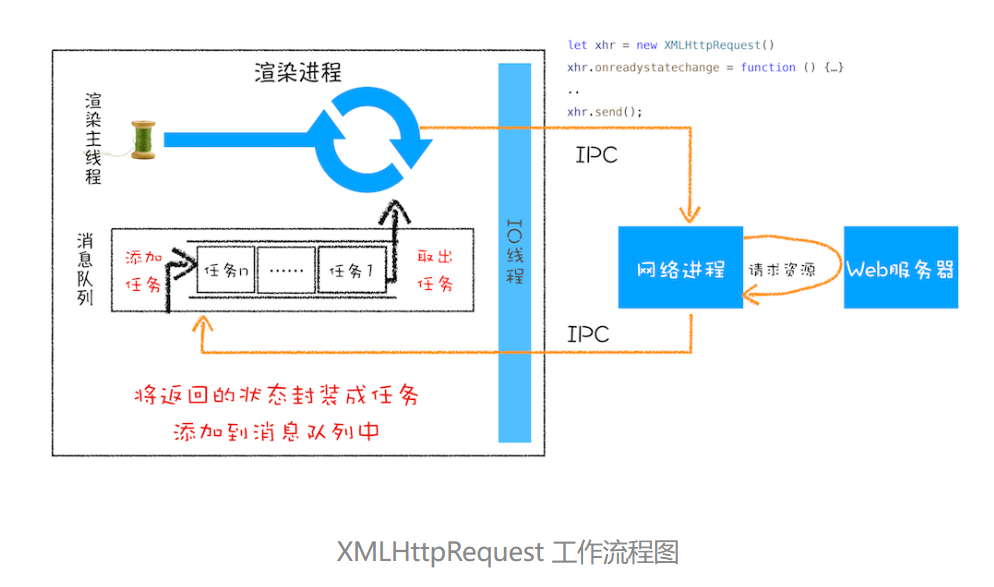 let xhr = new XMLHttpRequest()
xhr.onreadystatechange = function () {…}
..
xhr.send();
渲染进程
渲染主线程
IPC
IO线程
消息队列
添加
任务
任务n
……
任务1
取出
任务
网络进程
请求资源
Web服务器
IPC
将返回的状态封装成任务
添加到消息队列中
XMLHttpRequest 工作流程图